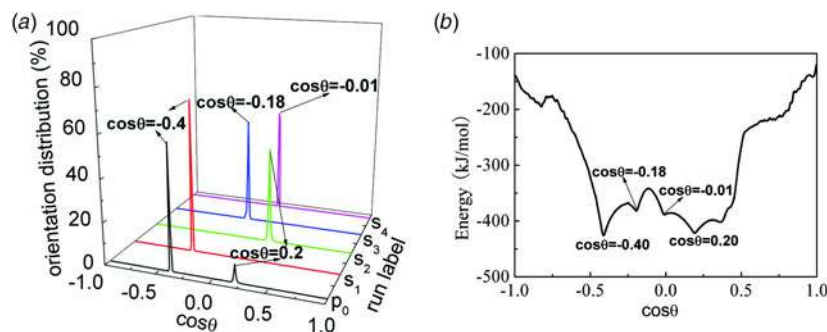 (a)
orientation distribution (%)
100
80
60
40
20
0
cosθ=-0.4
cosθ=-0.18
cosθ=-0.01
cosθ=0.2
-1.0
-0.5
0.0
0.5
1.0
cosθ
P0
S1
S2
S3
S4
run label
(b)
Energy (kJ/mol)
-100
-200
-300
-400
-500
cosθ=-0.18
cosθ=-0.01
cosθ=-0.40
cosθ=0.20
-1.0
-0.5
0.0
0.5
1.0
cosθ